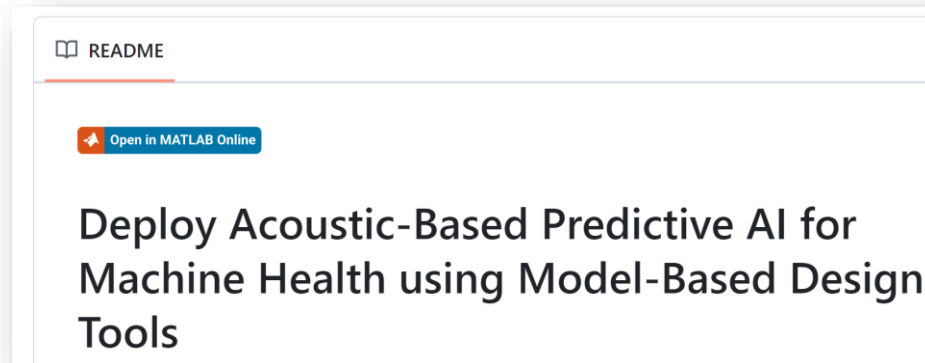 README
Open in MATLAB Online
Deploy Acoustic-Based Predictive AI for
Machine Health using Model-Based Design
Tools